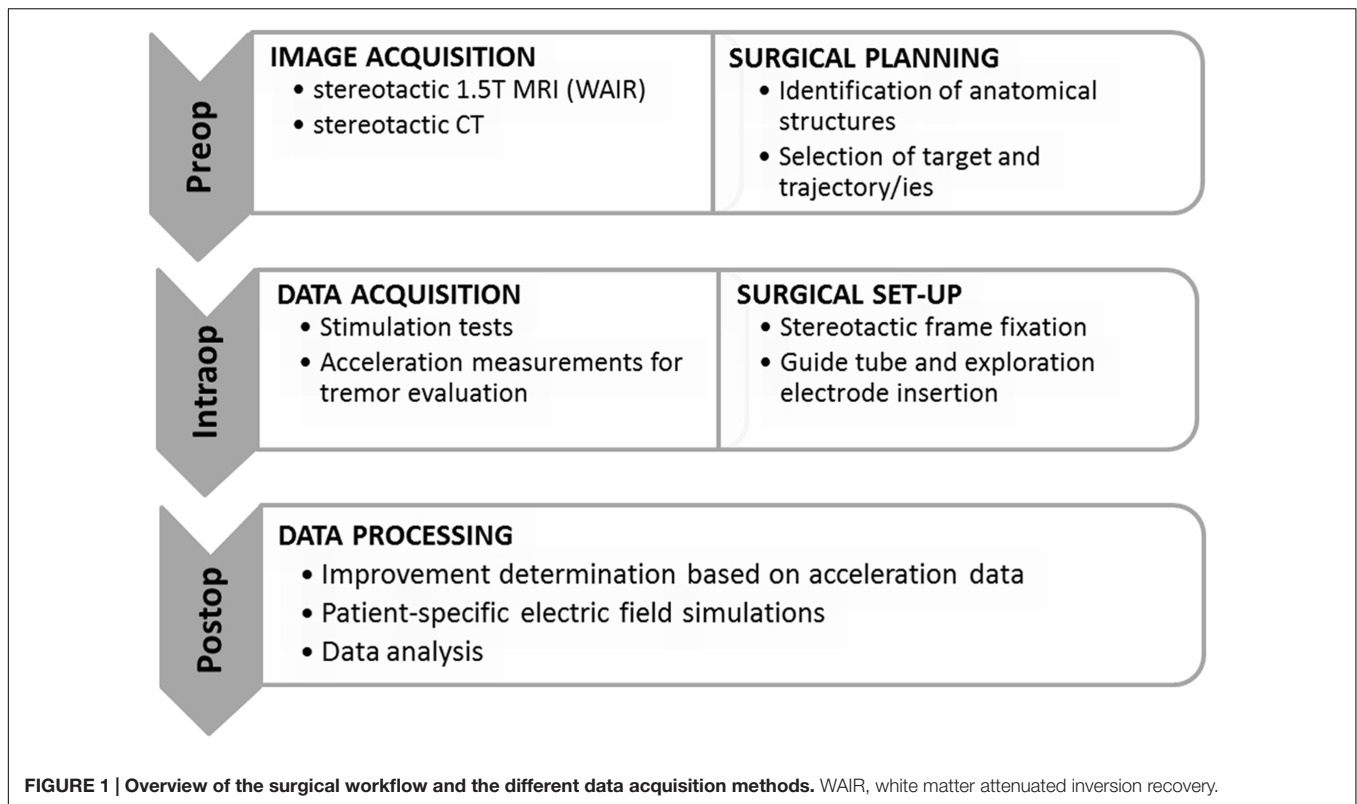 Preop
IMAGE ACQUISITION
• stereotactic 1.5T MRI (WAIR)
• stereotactic CT
SURGICAL PLANNING
• Identification of anatomical
structures
• Selection of target and
trajectory/ies
Intraop
DATA ACQUISITION
• Stimulation tests
• Acceleration measurements for
tremor evaluation
SURGICAL SET-UP
• Stereotactic frame fixation
• Guide tube and exploration
electrode insertion
Postop
DATA PROCESSING
• Improvement determination based on acceleration data
• Patient-specific electric field simulations
• Data analysis
FIGURE 1 | Overview of the surgical workflow and the different data acquisition methods. WAIR, white matter attenuated inversion recovery.